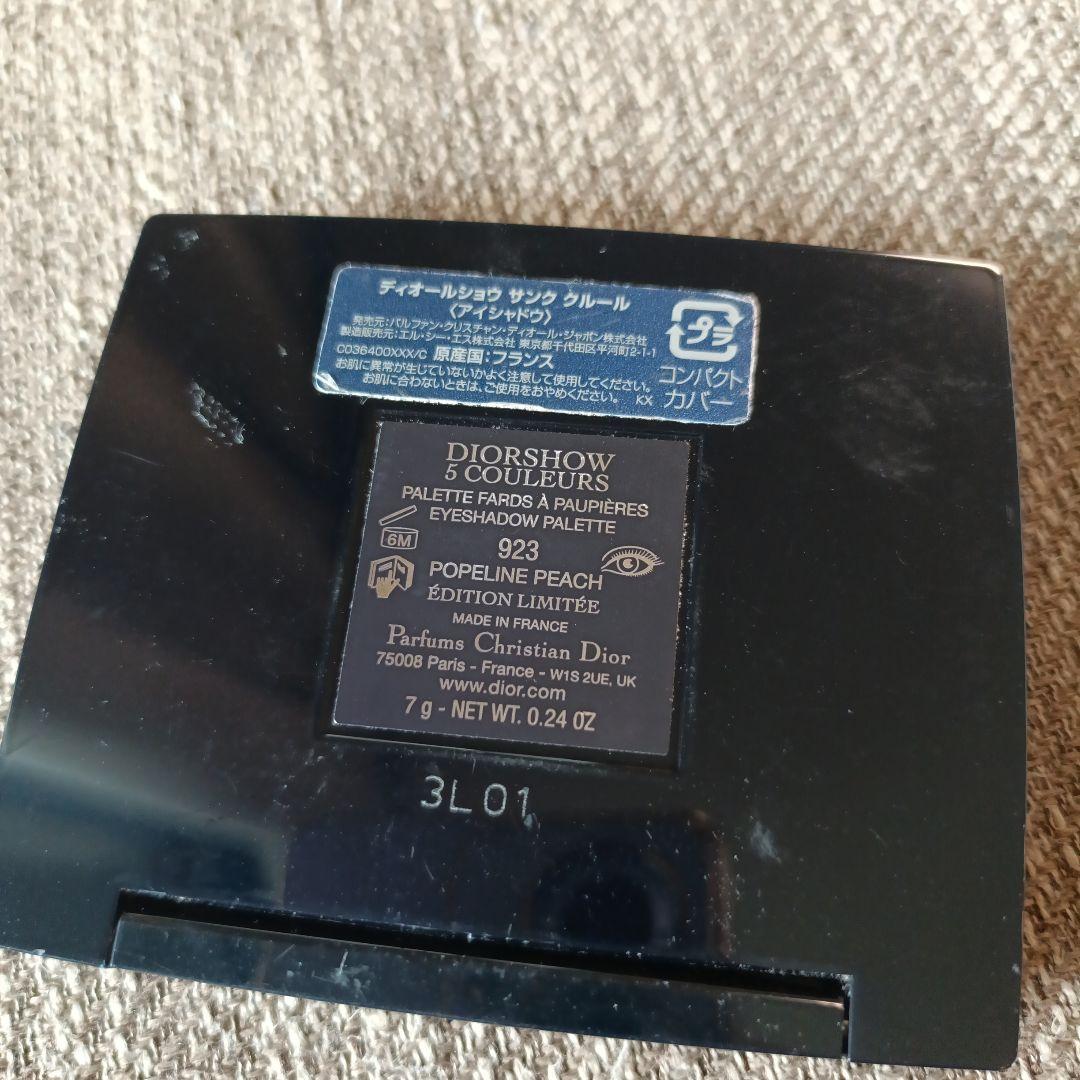 ディオールショウ サンク クルール
〈アイシャドウ〉
発売元：パルファン・クリスチャン・ディオール・ジャポン株式会社
製造販売元：エル・シー・エス株式会社 東京都千代田区平河町2-1-1
C036400XXX/C 原産国：フランス
お肌に異常が生じていないかよく注意して使用してください。
お肌に合わないときは、ご使用をおやめください。 KX
プラ
コンパクト
カバー
DIORSHOW
5 COULEURS
PALETTE FARDS À PAUPIÈRES
EYESHADOW PALETTE
6M
923
POPELINE PEACH
ÉDITION LIMITÉE
MADE IN FRANCE
Parfums Christian Dior
75008 Paris - France - W1S 2UE, UK
www.dior.com
7 g - NET WT. 0.24 OZ
3L01